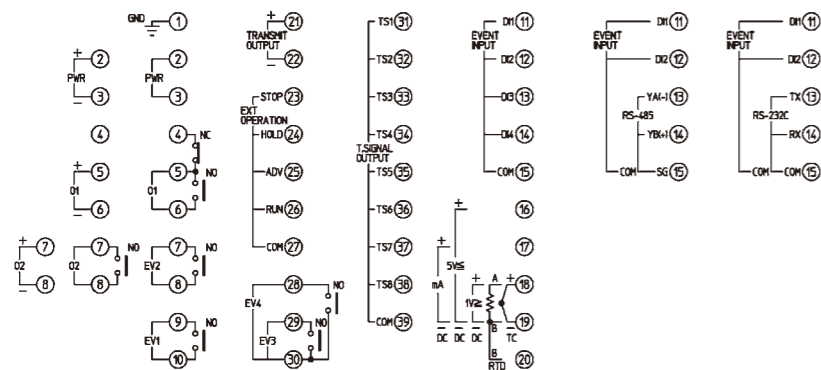 GND ① + ㉑ TS1 ㉛ DI1 ⑪ DI1 ⑪ DI1 ⑪
TRANSMIT OUTPUT EVENT INPUT EVENT INPUT EVENT INPUT
+ ② ② − ㉒ TS2 ㉜ DI2 ⑫ DI2 ⑫ DI2 ⑫
PWR PWR
− ③ ③ STOP ㉓ TS3 ㉝ DI3 ⑬ YA(-) ⑬ TX ⑬
EXT OPERATION RS-485 RS-232C
④ ④ NC HOLD ㉔ TS4 ㉞ DI4 ⑭ YB(+) ⑭ RX ⑭
T.SIGNAL OUTPUT
+ ⑤ ⑤ NO ADV ㉕ TS5 ㉟ COM ⑮ COM SG ⑮ COM COM ⑮
O1 O1
− ⑥ ⑥ RUN ㉖ TS6 ㊱ + ⑯
+ ⑦ ⑦ NO ⑦ NO COM ㉗ TS7 ㊲ + ⑰
O2 O2 EV2 5V≤
− ⑧ ⑧ ⑧ ㉘ NO TS8 ㊳ mA + A + ⑱
EV4 1V≥
⑨ NO ㉙ NO COM ㊴ − − − B − ⑲
EV1 EV3 DC DC DC TC
⑩ ㉚ B ⑳
RTD